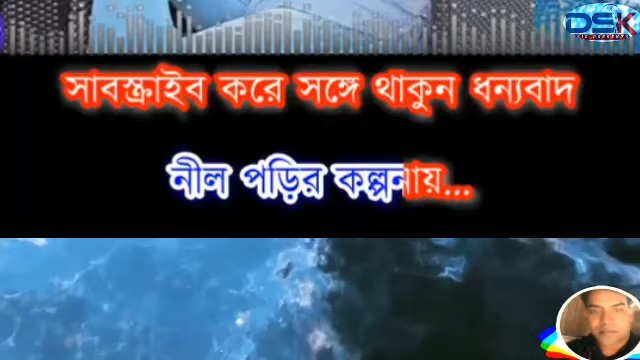 DSK
সাবস্ক্রাইব করে সঙ্গে থাকুন ধন্যবাদ
নীল পড়ির কল্পনায়...